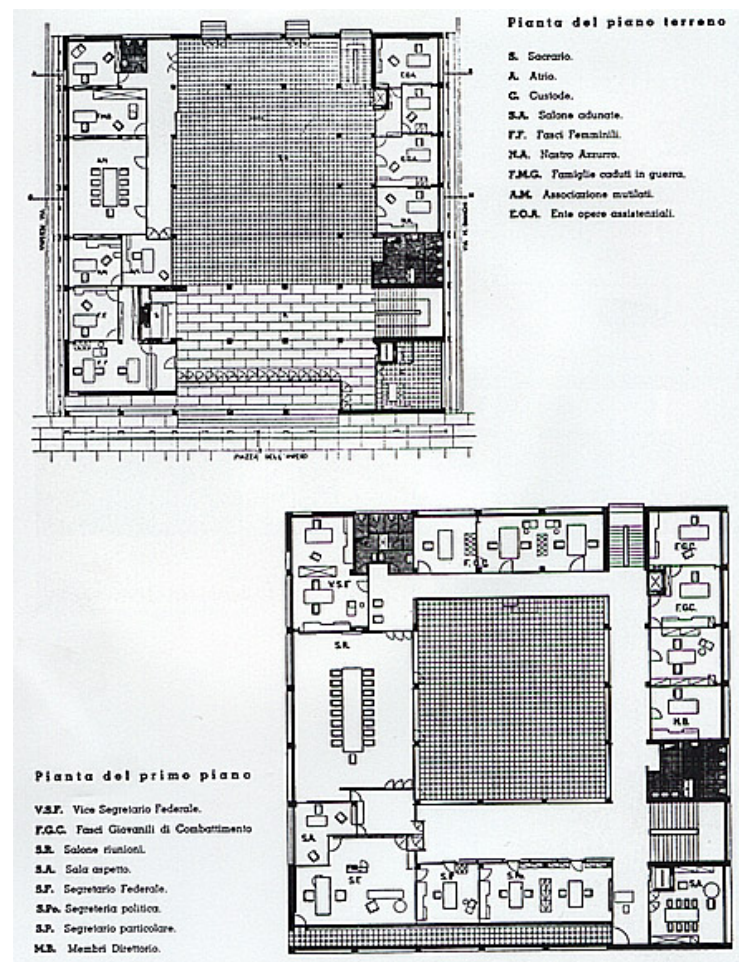 Pianta del piano terreno
S. Sacrario.
A. Atrio.
C. Custode.
S.A. Salone adunate.
F.F. Fasci Femminili.
N.A. Nastro Azzurro.
F.M.G. Famiglie caduti in guerra.
A.M. Associazione mutilati.
E.O.A. Ente opere assistenziali.
E.O.A.
F.M.G.
A.M.
E.O.A.
N.A.
F.F.
F.F.
PIAZZA DELL'IMPERO
F.G.C.
F.G.C.
V.S.F.
F.G.C.
S.R.
M.B.
S.A.
S.F.
S.P.
S.Po.
S.A.
Pianta del primo piano
V.S.F. Vice Segretario Federale.
F.G.C. Fasci Giovanili di Combattimento
S.R. Salone riunioni.
S.A. Sala aspetto.
S.F. Segretario Federale.
S.Po. Segreteria politica.
S.P. Segretario particolare.
M.B. Membri Direttorio.